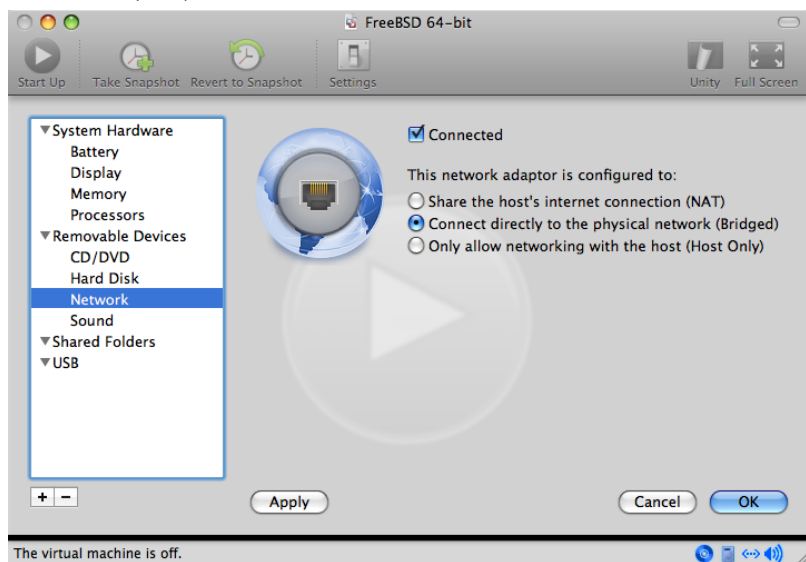 FreeBSD 64-bit
Start Up Take Snapshot Revert to Snapshot Settings Unity Full Screen
System Hardware
Battery
Display
Memory
Processors
Removable Devices
CD/DVD
Hard Disk
Network
Sound
Shared Folders
USB
Connected
This network adaptor is configured to:
Share the host's internet connection (NAT)
Connect directly to the physical network (Bridged)
Only allow networking with the host (Host Only)
+ −
Apply
Cancel
OK
The virtual machine is off.